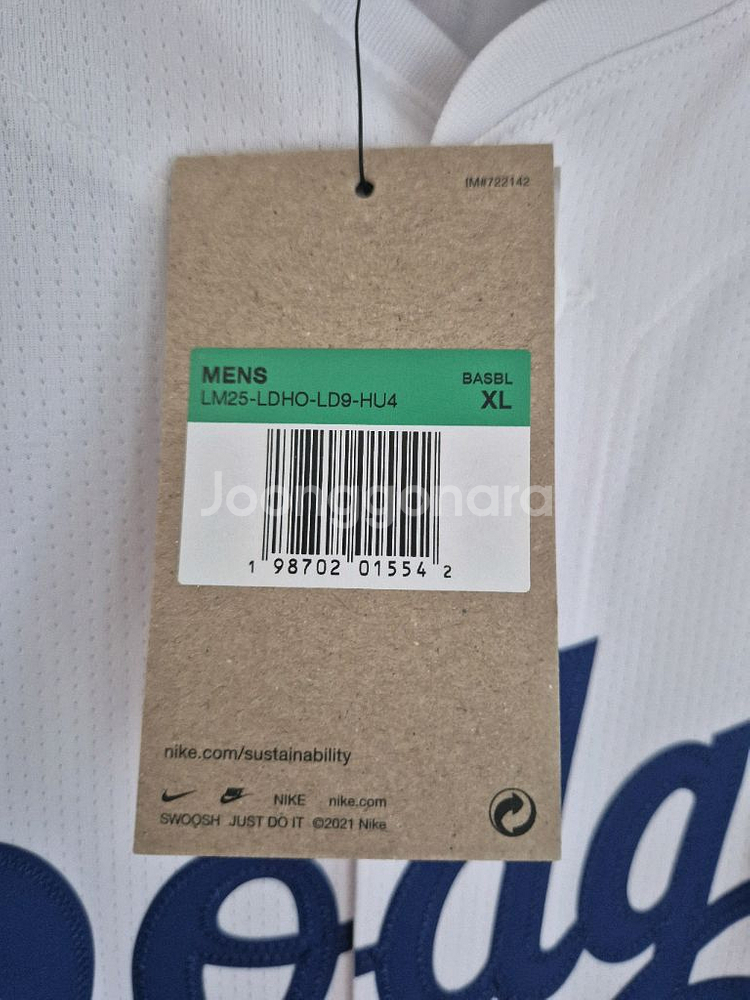 IM#722142
MENS
BASBL
LM25-LDHO-LD9-HU4
XL
Joonggonara
1 98702 01554 2
nike.com/sustainability
NIKE nike.com
SWOOSH JUST DO IT ©2021 Nike
odg